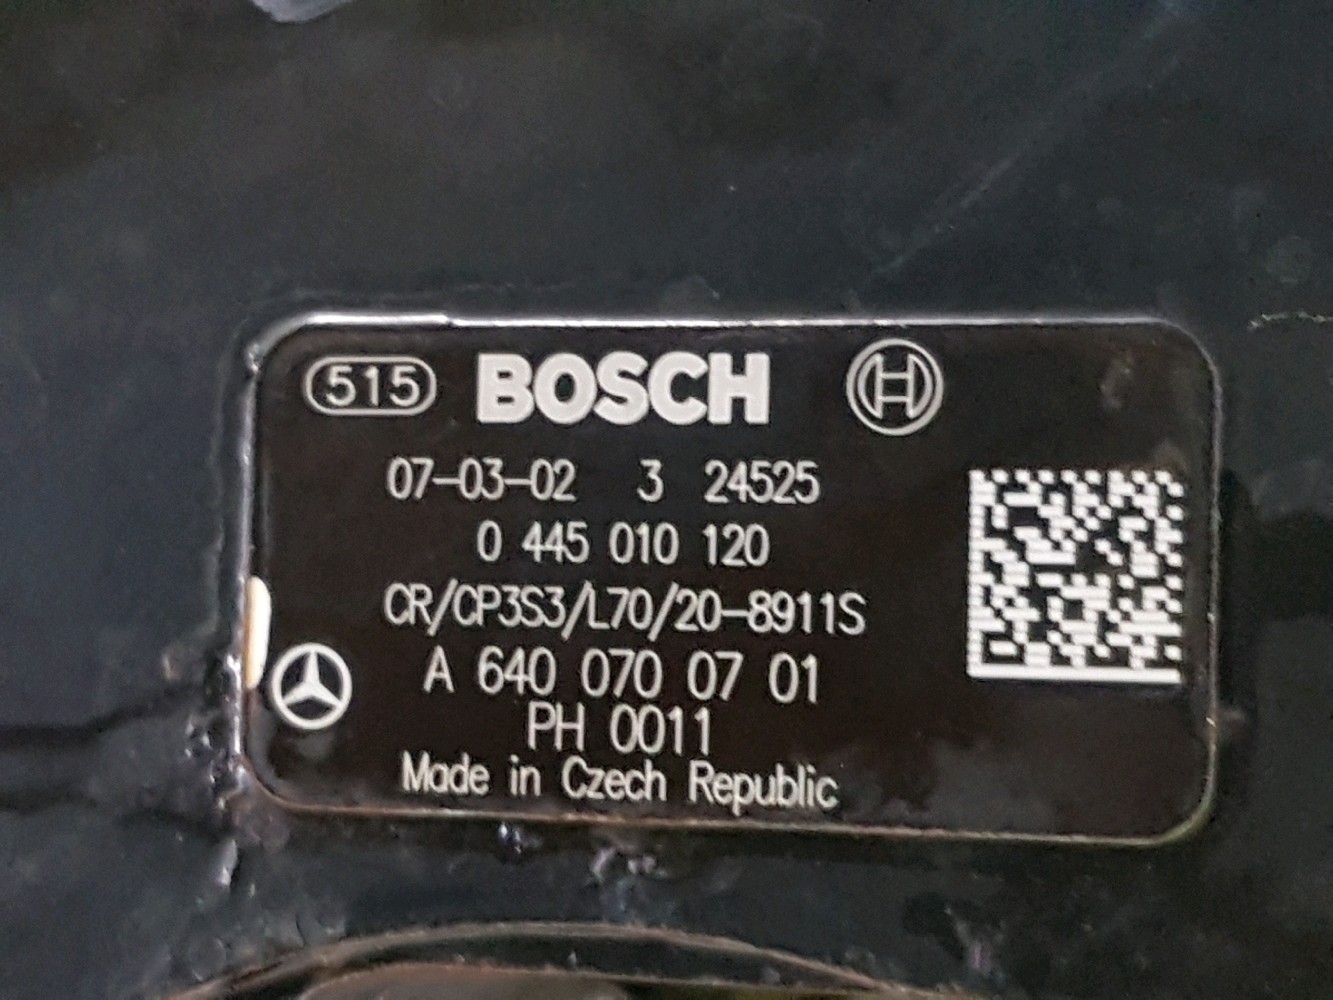 515 BOSCH
07-03-02 3 24525
0 445 010 120
CR/CP3S3/L70/20-8911S
A 640 070 07 01
PH 0011
Made in Czech Republic